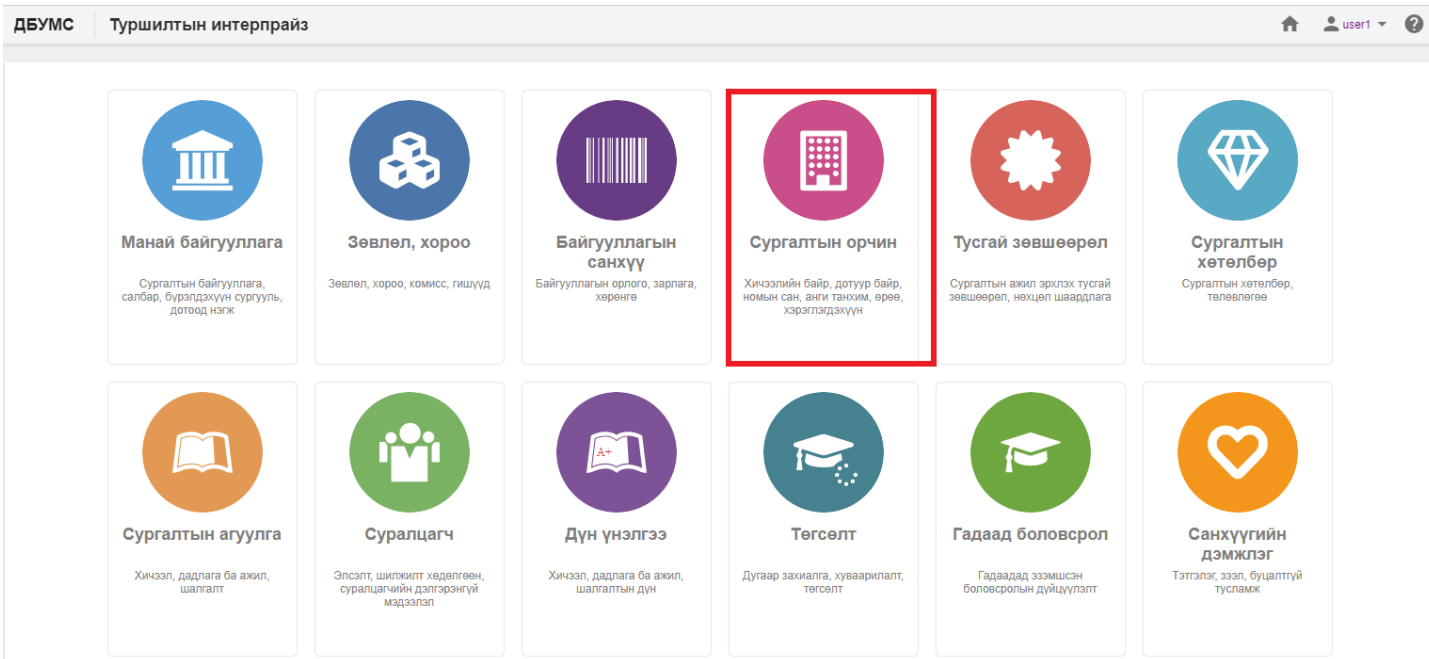 ДБУМС Туршилтын интерпрайз user1
Манай байгууллага
Сургалтын байгууллага,
салбар, бүрэлдэхүүн сургууль,
дотоод нэгж
Зөвлөл, хороо
Зөвлөл, хороо, комисс, гишүүд
Байгууллагын
санхүү
Байгууллагын орлого, зарлага,
хөрөнгө
Сургалтын орчин
Хичээлийн байр, дотуур байр,
номын сан, анги танхим, өрөө,
хэрэглэгдэхүүн
Тусгай зөвшөөрөл
Сургалтын ажил эрхлэх тусгай
зөвшөөрөл, нөхцөл шаардлага
Сургалтын
хөтөлбөр
Сургалтын хөтөлбөр,
төлөвлөгөө
Сургалтын агуулга
Хичээл, дадлага ба ажил,
шалгалт
Суралцагч
Элсэлт, шилжилт хөдөлгөөн,
суралцагчийн дэлгэрэнгүй
мэдээлэл
A+
Дүн үнэлгээ
Хичээл, дадлага ба ажил,
шалгалтын дүн
Төгсөлт
Дугаар захиалга, хуваарилалт,
төгсөлт
Гадаад боловсрол
Гадаадад эзэмшсэн
боловсролын дүйцүүлэлт
Санхүүгийн
дэмжлэг
Тэтгэлэг, зээл, буцалтгүй
тусламж